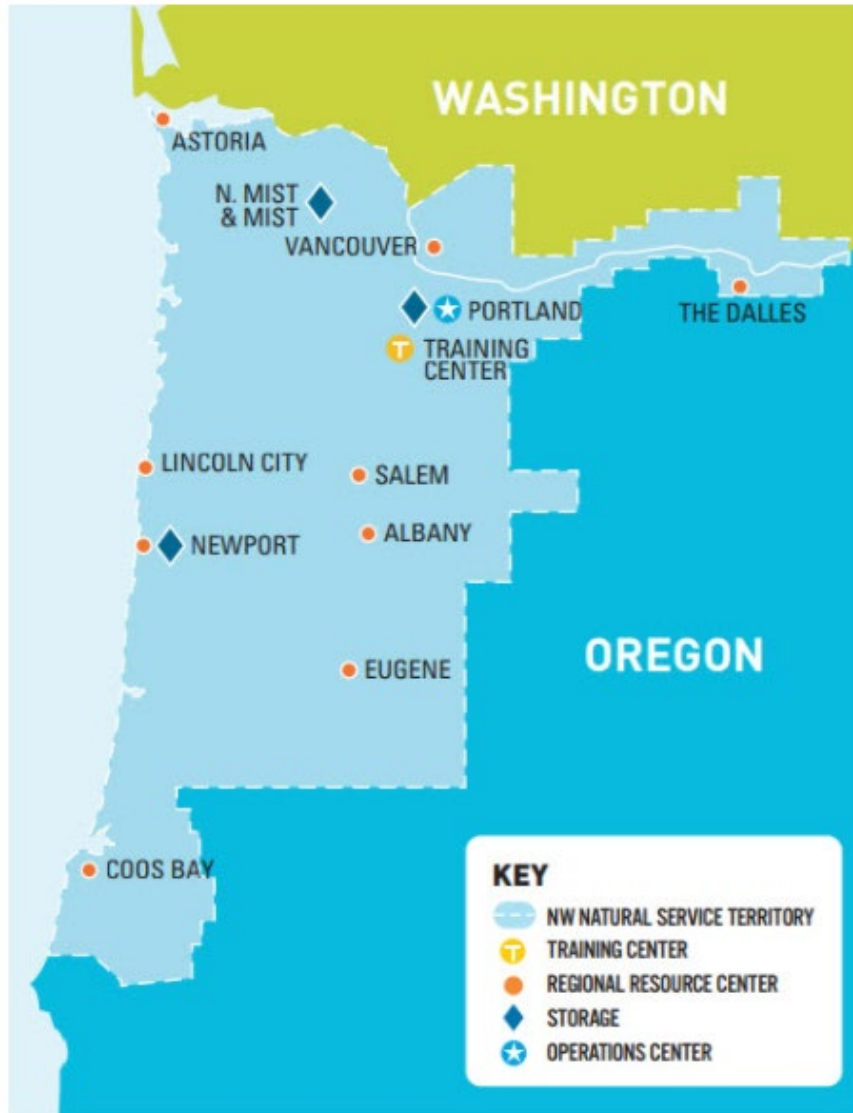 WASHINGTON
ASTORIA
N. MIST
& MIST
VANCOUVER
PORTLAND
THE DALLES
T TRAINING
CENTER
LINCOLN CITY
SALEM
NEWPORT
ALBANY
OREGON
EUGENE
COOS BAY
KEY
NW NATURAL SERVICE TERRITORY
T TRAINING CENTER
REGIONAL RESOURCE CENTER
STORAGE
OPERATIONS CENTER